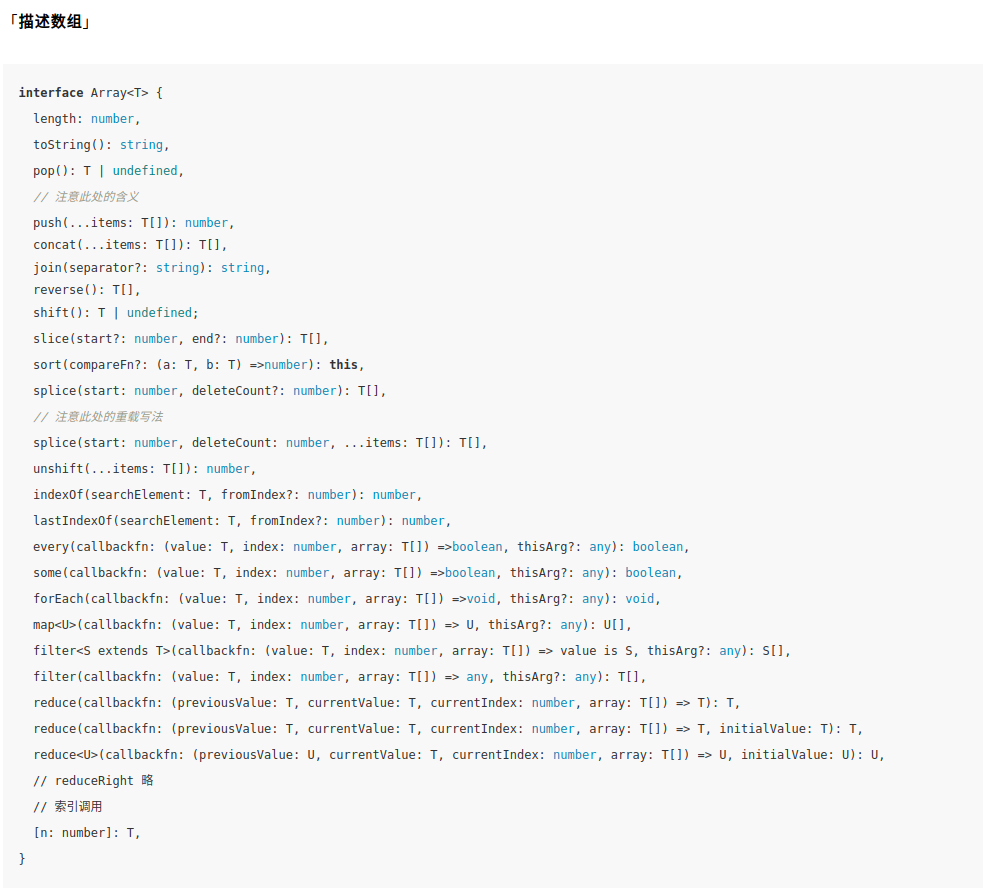 「描述数组」
interface Array<T> {
length: number,
toString(): string,
pop(): T | undefined,
// 注意此处的含义
push(...items: T[]): number,
concat(...items: T[]): T[],
join(separator?: string): string,
reverse(): T[],
shift(): T | undefined;
slice(start?: number, end?: number): T[],
sort(compareFn?: (a: T, b: T) =>number): this,
splice(start: number, deleteCount?: number): T[],
// 注意此处的重载写法
splice(start: number, deleteCount: number, ...items: T[]): T[],
unshift(...items: T[]): number,
indexOf(searchElement: T, fromIndex?: number): number,
lastIndexOf(searchElement: T, fromIndex?: number): number,
every(callbackfn: (value: T, index: number, array: T[]) =>boolean, thisArg?: any): boolean,
some(callbackfn: (value: T, index: number, array: T[]) =>boolean, thisArg?: any): boolean,
forEach(callbackfn: (value: T, index: number, array: T[]) =>void, thisArg?: any): void,
map<U>(callbackfn: (value: T, index: number, array: T[]) => U, thisArg?: any): U[],
filter<S extends T>(callbackfn: (value: T, index: number, array: T[]) => value is S, thisArg?: any): S[],
filter(callbackfn: (value: T, index: number, array: T[]) => any, thisArg?: any): T[],
reduce(callbackfn: (previousValue: T, currentValue: T, currentIndex: number, array: T[]) => T): T,
reduce(callbackfn: (previousValue: T, currentValue: T, currentIndex: number, array: T[]) => T, initialValue: T): T,
reduce<U>(callbackfn: (previousValue: U, currentValue: T, currentIndex: number, array: T[]) => U, initialValue: U): U,
// reduceRight 略
// 索引调用
[n: number]: T,
}